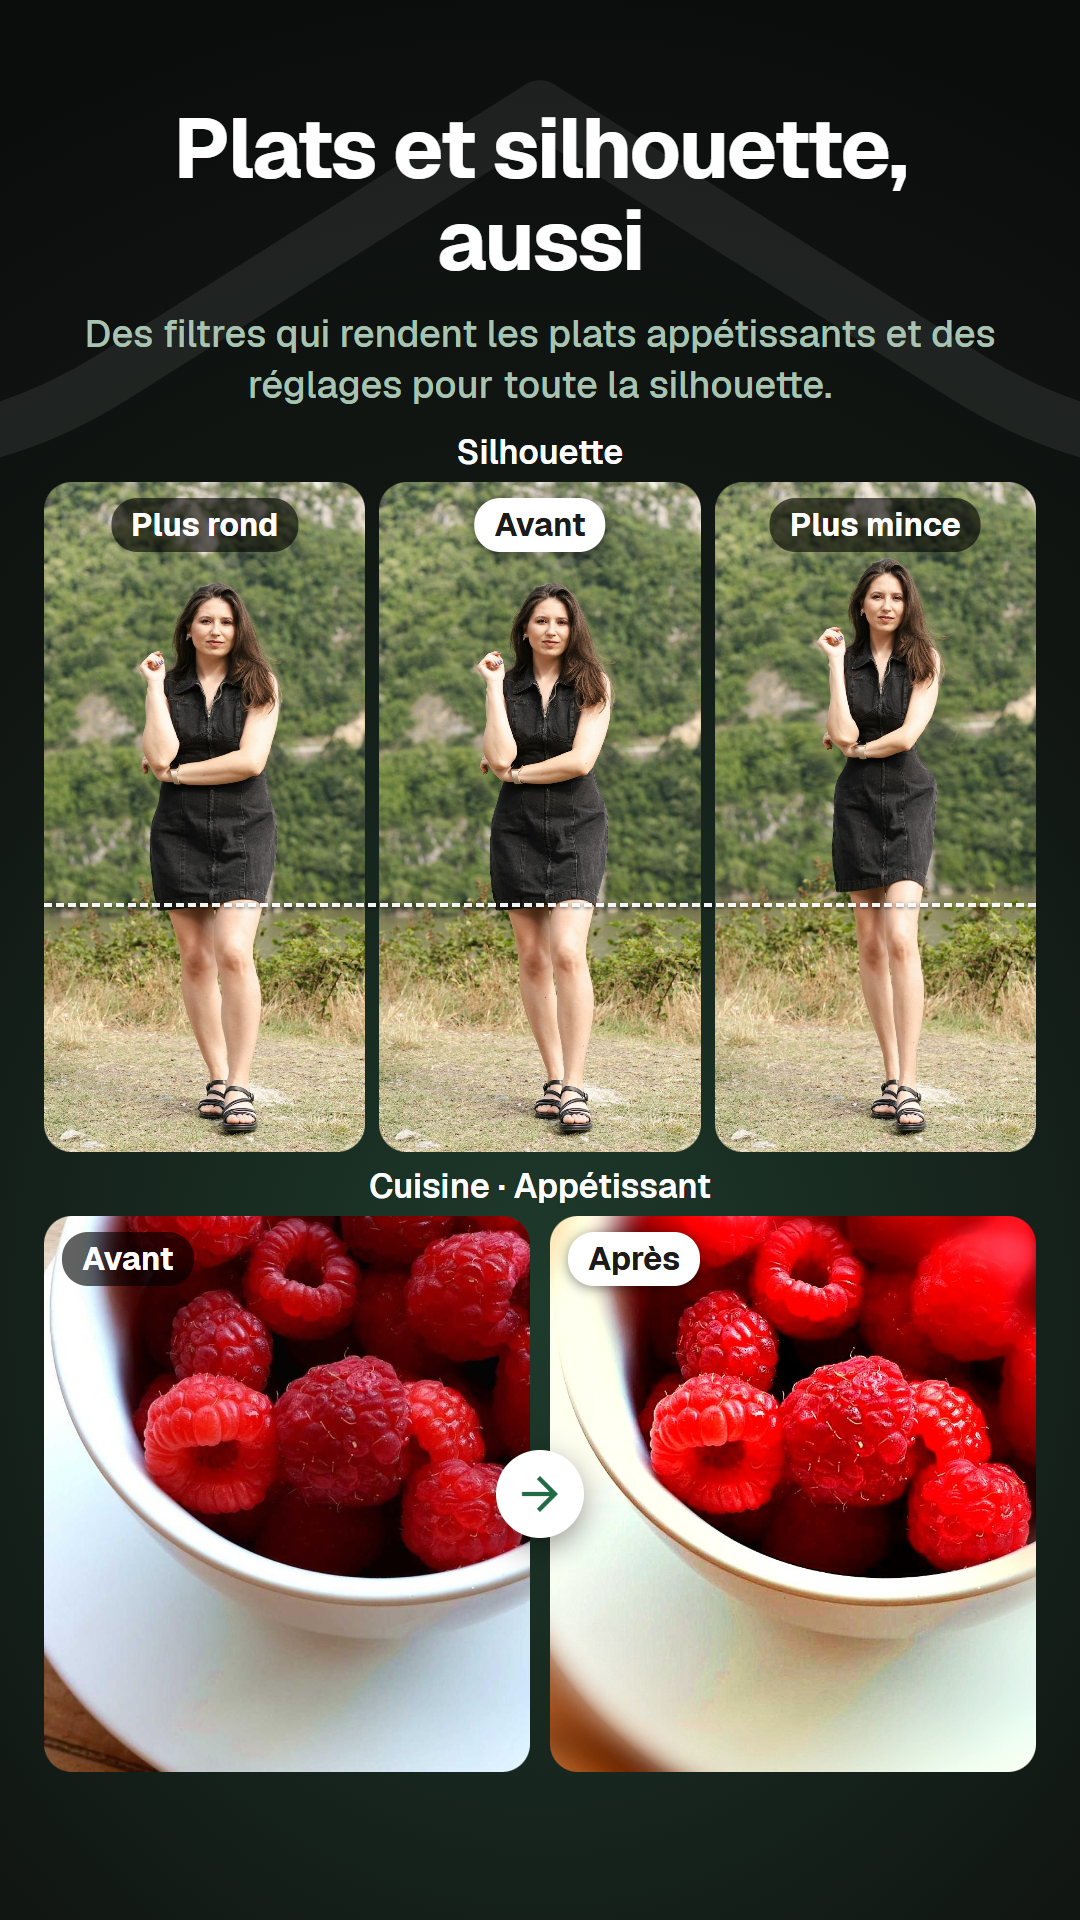 Plats et silhouette,
aussi
Des filtres qui rendent les plats appétissants et des
réglages pour toute la silhouette.
Silhouette
Plus rond
Avant
Plus mince
Cuisine · Appétissant
Avant
Après